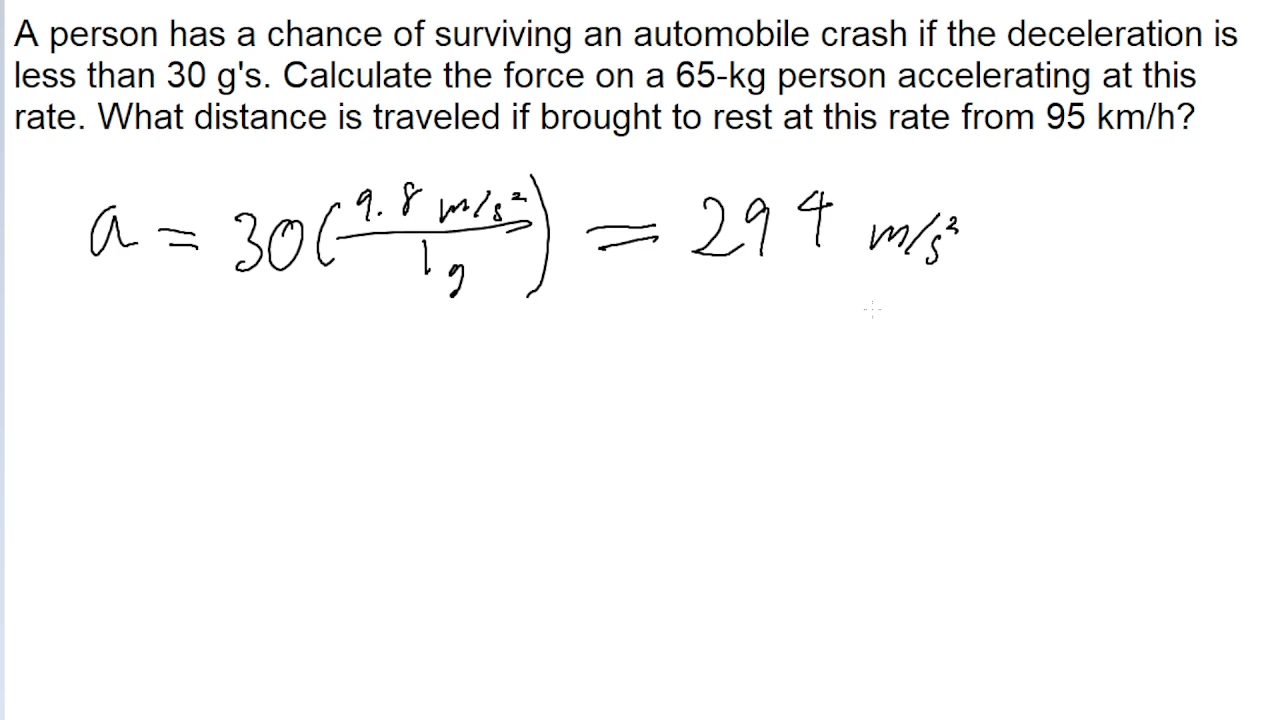 A person has a chance of surviving an automobile crash if the deceleration is
less than 30 g's. Calculate the force on a 65-kg person accelerating at this
rate. What distance is traveled if brought to rest at this rate from 95 km/h?
a = 30(9.8 m/s²/1g) = 294 m/s²